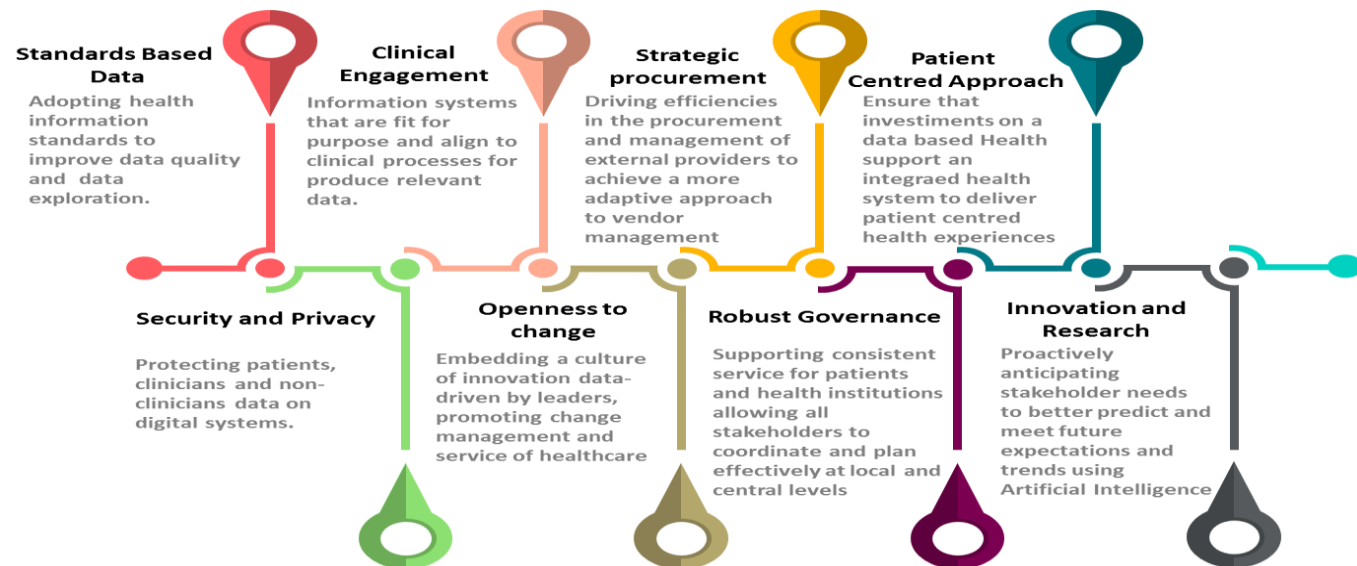 Standards Based
Data
Adopting health
information
standards to
improve data quality
and data
exploration.
Clinical
Engagement
Information systems
that are fit for
purpose and align to
clinical processes for
produce relevant
data.
Strategic
procurement
Driving efficiencies
in the procurement
and management of
external providers to
achieve a more
adaptive approach
to vendor
management
Patient
Centred Approach
Ensure that
investiments on a
data based Health
support an
integraed health
system to deliver
patient centred
health experiences
Security and Privacy
Protecting patients,
clinicians and non-
clinicians data on
digital systems.
Openness to
change
Embedding a culture
of innovation data-
driven by leaders,
promoting change
management and
service of healthcare
Robust Governance
Supporting consistent
service for patients
and health institutions
allowing all
stakeholders to
coordinate and plan
effectively at local and
central levels
Innovation and
Research
Proactively
anticipating
stakeholder needs
to better predict and
meet future
expectations and
trends using
Artificial Intelligence